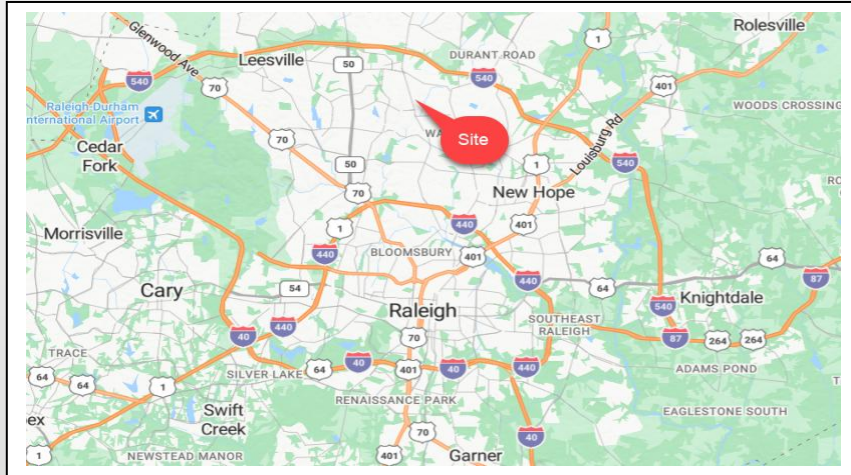 Glenwood Ave
Leesville
DURANT ROAD
1
Rolesville
540
50
540
401
Raleigh-Durham
International Airport
70
WOODS CROSSING
Cedar
Fork
70
Site
Louisburg Rd
50
1
540
70
New Hope
Morrisville
1
440
401
440
BLOOMSBURY
401
64
87
Cary
54
440
64
Knightdale
Raleigh
540
SOUTHEAST
RALEIGH
40
440
70
87
264
264
TRACE
64
40
401
40
440
ADAMS POND
64
64
1
SILVER LAKE
RENAISSANCE PARK
Swift
Creek
EAGLESTONE SOUTH
70
40
1
NEWSTEAD MANOR
401
Garner